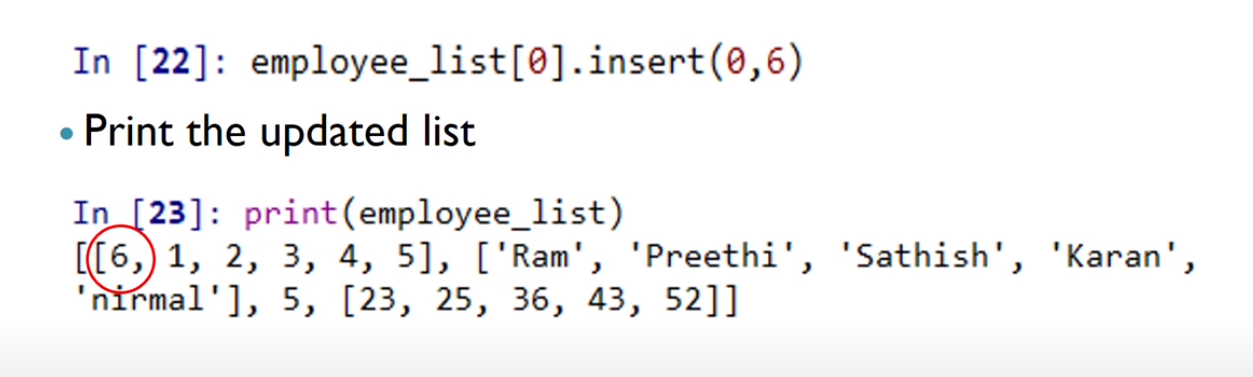 In [22]: employee_list[0].insert(0,6)
• Print the updated list
In [23]: print(employee_list)
[[6, 1, 2, 3, 4, 5], ['Ram', 'Preethi', 'Sathish', 'Karan',
'nirmal'], 5, [23, 25, 36, 43, 52]]